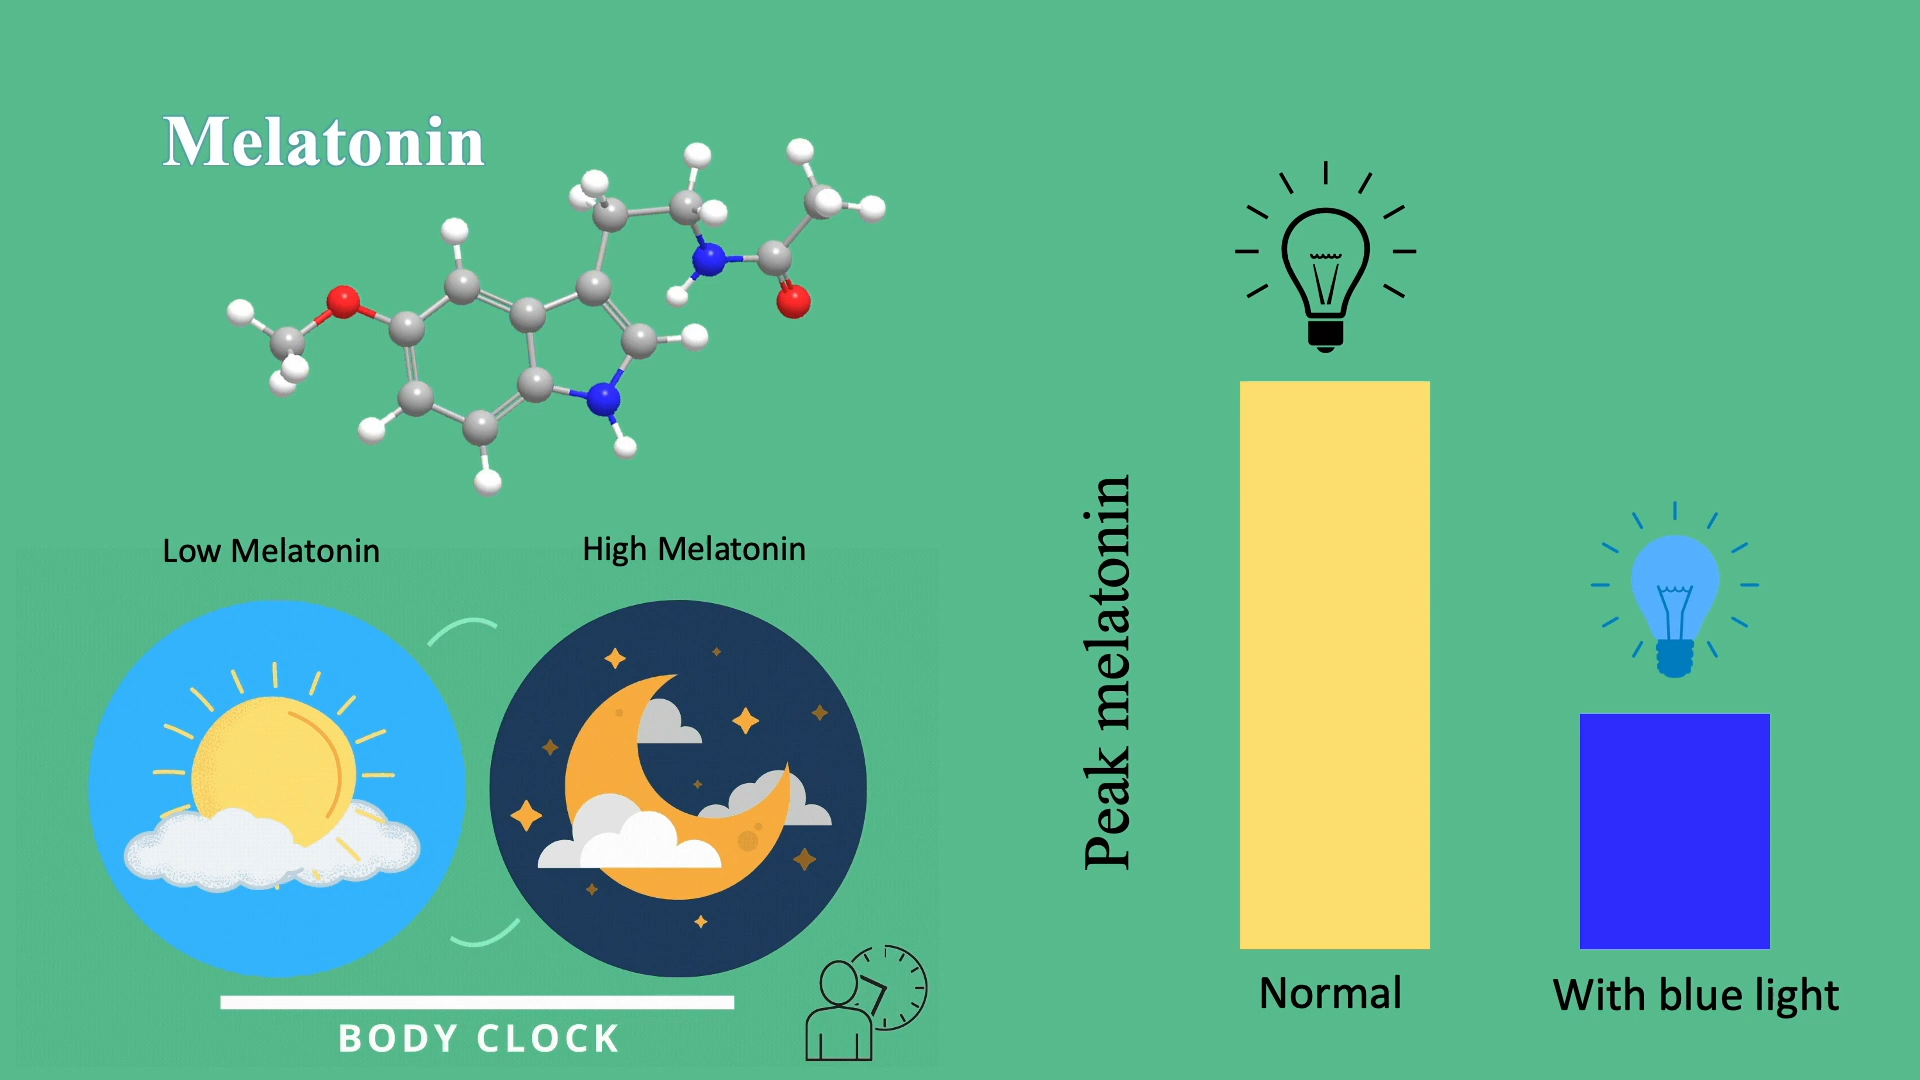 Melatonin
Low Melatonin
High Melatonin
BODY CLOCK
Peak melatonin
Normal
With blue light